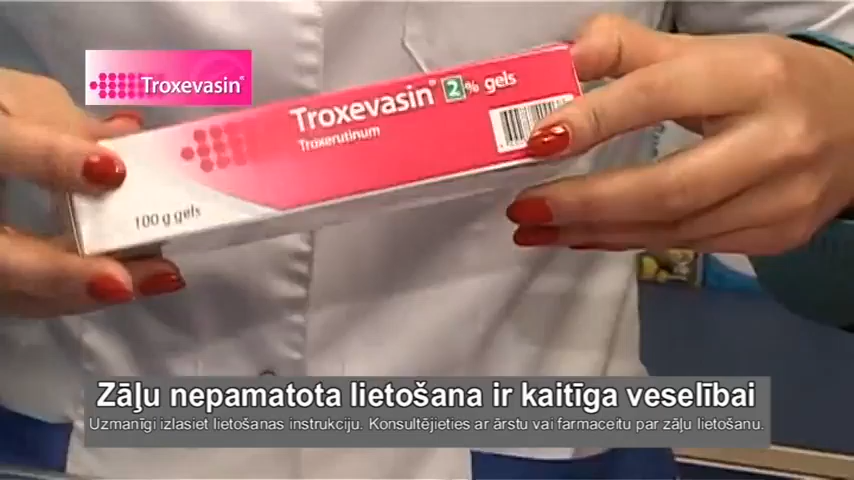 Troxevasin®
Troxevasin® 2% gels
Troxerutinum
100 g gels
Zāļu nepamatota lietošana ir kaitīga veselībai
Uzmanīgi izlasiet lietošanas instrukciju. Konsultējieties ar ārstu vai farmaceitu par zāļu lietošanu.